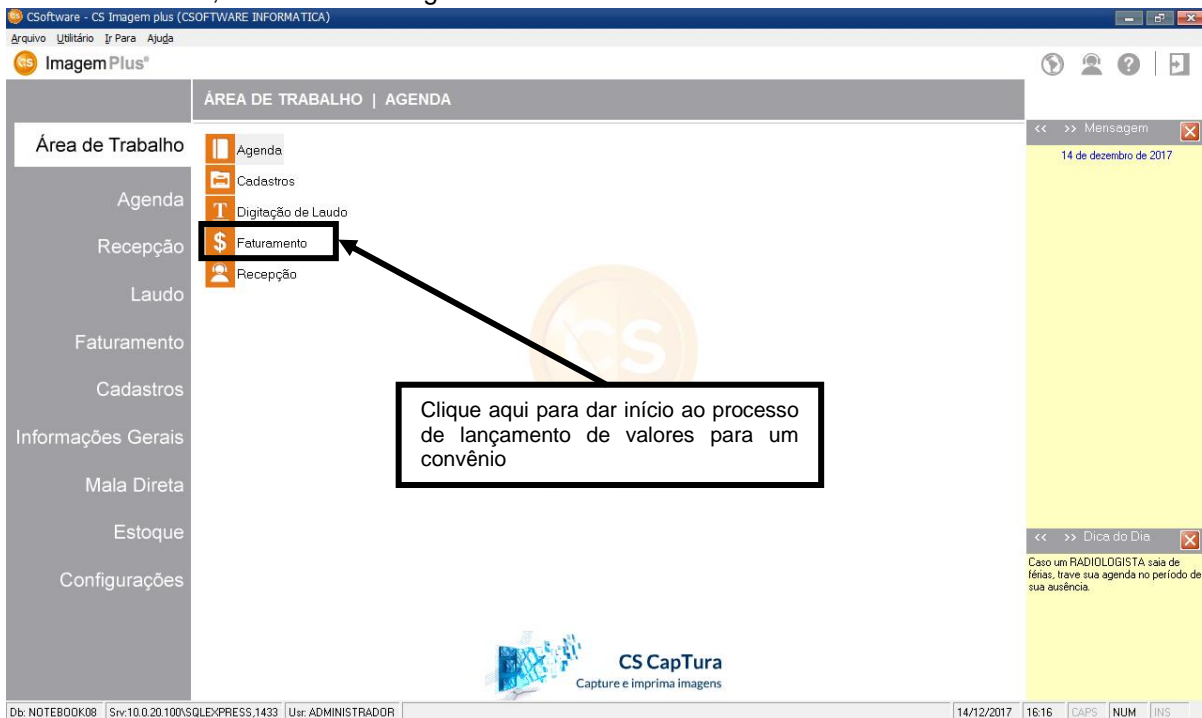 CSoftware - CS Imagem plus (CSOFTWARE INFORMATICA)
Arquivo Utilitário Ir Para Ajuda
CS ImagemPlus®
ÁREA DE TRABALHO | AGENDA
Área de Trabalho
Agenda
Recepção
Laudo
Faturamento
Cadastros
Informações Gerais
Mala Direta
Estoque
Configurações
Agenda
Cadastros
Digitação de Laudo
Faturamento
Recepção
CS
Clique aqui para dar início ao processo
de lançamento de valores para um
convênio
<< >> Mensagem
14 de dezembro de 2017
<< >> Dica do Dia
Caso um RADIOLOGISTA saia de
férias, trave sua agenda no período de
sua ausência.
CS CapTura
Capture e imprima imagens
Db: NOTEBOOK08 Srv:10.0.20.100\SQLEXPRESS,1433 Usr: ADMINISTRADOR 14/12/2017 16:16 CAPS NUM INS